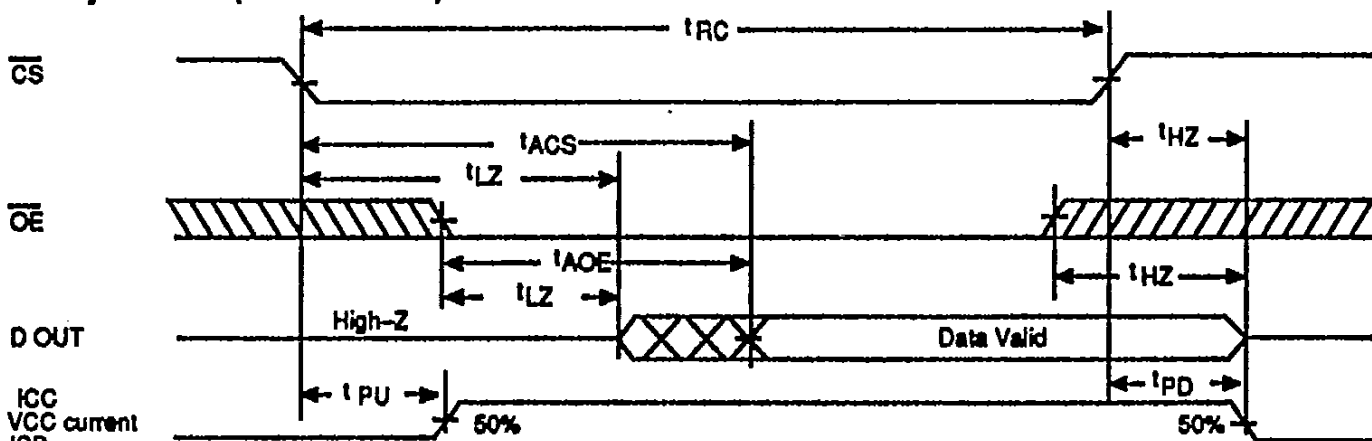 tRC
CS
tACS
tHZ
tLZ
OE
tAOE
tHZ
tLZ
High-Z
D OUT
Data Valid
ICC
tPU
tPD
VCC current
50%
50%